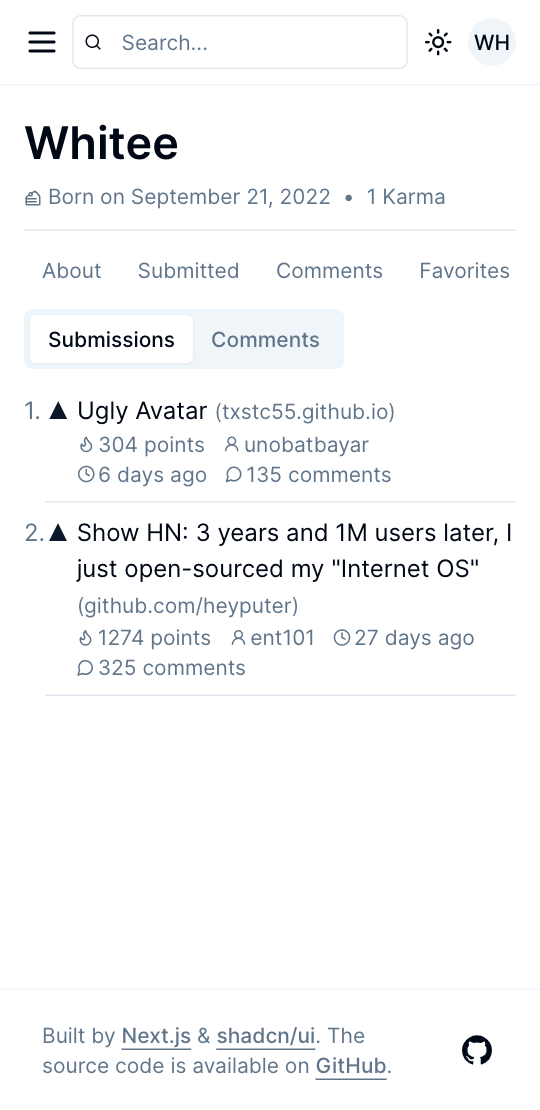 Search...
WH
Whitee
Born on September 21, 2022 • 1 Karma
About Submitted Comments Favorites
Submissions Comments
1. ▲ Ugly Avatar (txstc55.github.io)
304 points unobatbayar
6 days ago 135 comments
2. ▲ Show HN: 3 years and 1M users later, I
just open-sourced my "Internet OS"
(github.com/heyputer)
1274 points ent101 27 days ago
325 comments
Built by Next.js & shadcn/ui. The
source code is available on GitHub.